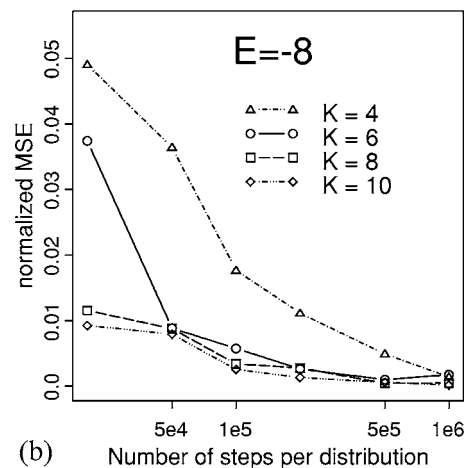 E=-8
K = 4
K = 6
K = 8
K = 10
normalized MSE
0.05
0.04
0.03
0.02
0.01
0.0
5e4 1e5 5e5 1e6
Number of steps per distribution
(b)